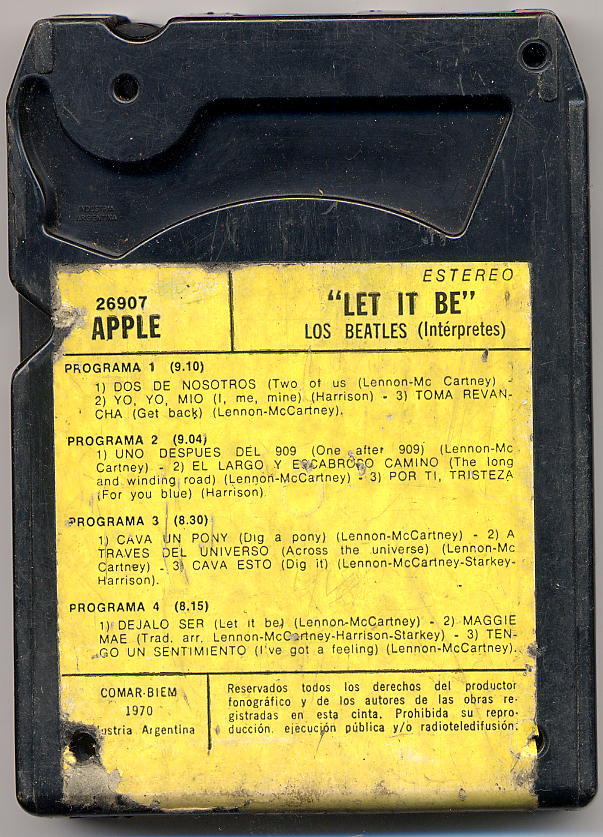 INDUSTRIA
ARGENTINA
ESTEREO
26907
APPLE
"LET IT BE"
LOS BEATLES (Intérpretes)
PROGRAMA 1 (9.10)
1) DOS DE NOSOTROS (Two of us (Lennon-Mc Cartney) -
2) YO, YO, MIO (I, me, mine) (Harrison) - 3) TOMA REVAN-
CHA (Get back) (Lennon-McCartney).
PROGRAMA 2 (9.04)
1) UNO DESPUES DEL 909 (One after 909) (Lennon-Mc
Cartney) - 2) EL LARGO Y ESCABROSO CAMINO (The long
and winding road) (Lennon-McCartney) - 3) POR TI, TRISTEZA
(For you blue) (Harrison)
PROGRAMA 3 (8.30)
1) CAVA UN PONY (Dig a pony) (Lennon-McCartney) - 2) A
TRAVES DEL UNIVERSO (Across the universe) (Lennon-Mc
Cartney) - 3) CAVA ESTO (Dig it) (Lennon-McCartney-Starkey-
Harrison).
PROGRAMA 4 (8.15)
1) DEJALO SER (Let it be) (Lennon-McCartney) - 2) MAGGIE
MAE (Trad. arr. Lennon-McCartney-Harrison-Starkey) - 3) TEN-
GO UN SENTIMIENTO (I've got a feeling) (Lennon-McCartney).
COMAR-BIEM
1970
ustria Argentina
Reservados todos los derechos del productor
fonográfico y de los autores de las obras re-
gistradas en esta cinta. Prohibida su repro-
ducción, ejecución pública y/o radioteledifusión.